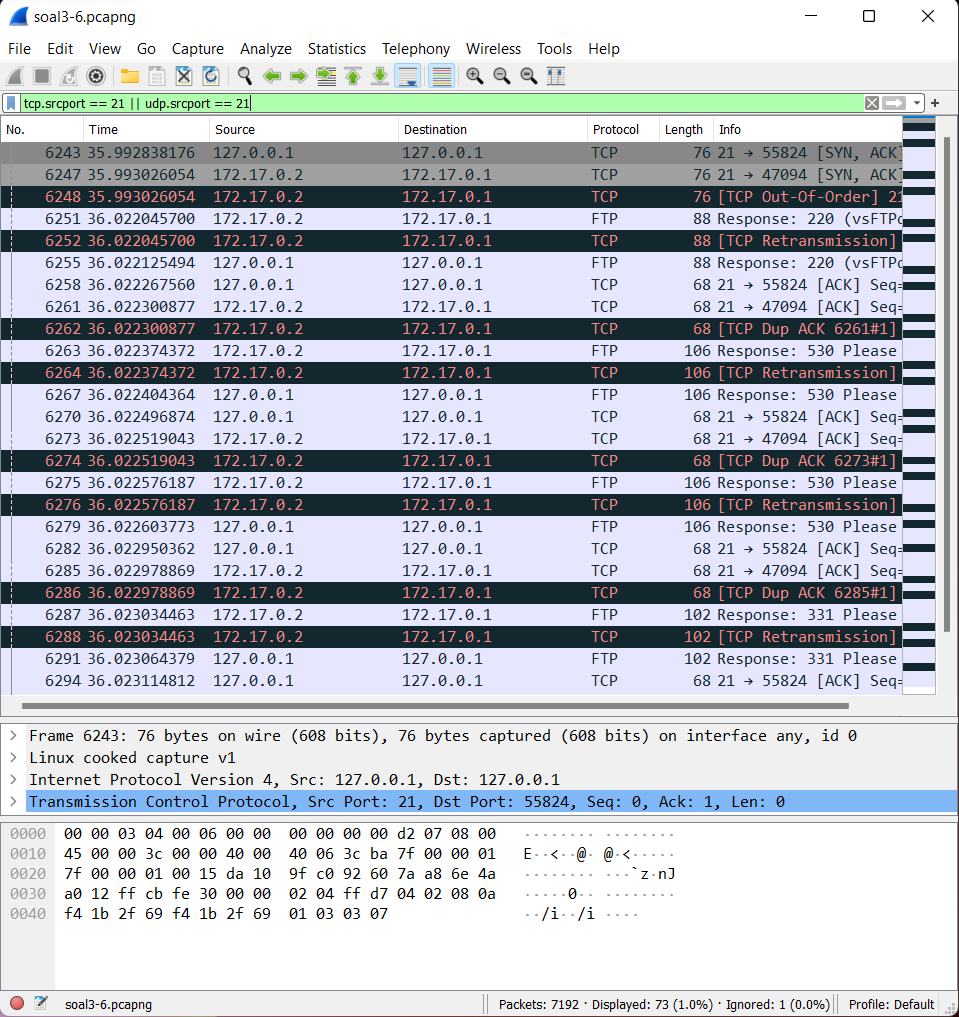 soal3-6.pcapng
File Edit View Go Capture Analyze Statistics Telephony Wireless Tools Help
tcp.srcport == 21 || udp.srcport == 21
No. Time Source Destination Protocol Length Info
6243 35.992838176 127.0.0.1 127.0.0.1 TCP 76 21 → 55824 [SYN, ACK]
6247 35.993026054 172.17.0.2 172.17.0.1 TCP 76 21 → 47094 [SYN, ACK]
6248 35.993026054 172.17.0.2 172.17.0.1 TCP 76 [TCP Out-Of-Order] 21
6251 36.022045700 172.17.0.2 172.17.0.1 FTP 88 Response: 220 (vsFTPd
6252 36.022045700 172.17.0.2 172.17.0.1 TCP 88 [TCP Retransmission]
6255 36.022125494 127.0.0.1 127.0.0.1 FTP 88 Response: 220 (vsFTPd
6258 36.022267560 127.0.0.1 127.0.0.1 TCP 68 21 → 55824 [ACK] Seq=
6261 36.022300877 172.17.0.2 172.17.0.1 TCP 68 21 → 47094 [ACK] Seq=
6262 36.022300877 172.17.0.2 172.17.0.1 TCP 68 [TCP Dup ACK 6261#1]
6263 36.022374372 172.17.0.2 172.17.0.1 FTP 106 Response: 530 Please
6264 36.022374372 172.17.0.2 172.17.0.1 TCP 106 [TCP Retransmission]
6267 36.022404364 127.0.0.1 127.0.0.1 FTP 106 Response: 530 Please
6270 36.022496874 127.0.0.1 127.0.0.1 TCP 68 21 → 55824 [ACK] Seq=
6273 36.022519043 172.17.0.2 172.17.0.1 TCP 68 21 → 47094 [ACK] Seq=
6274 36.022519043 172.17.0.2 172.17.0.1 TCP 68 [TCP Dup ACK 6273#1]
6275 36.022576187 172.17.0.2 172.17.0.1 FTP 106 Response: 530 Please
6276 36.022576187 172.17.0.2 172.17.0.1 TCP 106 [TCP Retransmission]
6279 36.022603773 127.0.0.1 127.0.0.1 FTP 106 Response: 530 Please
6282 36.022950362 127.0.0.1 127.0.0.1 TCP 68 21 → 55824 [ACK] Seq=
6285 36.022978869 172.17.0.2 172.17.0.1 TCP 68 21 → 47094 [ACK] Seq=
6286 36.022978869 172.17.0.2 172.17.0.1 TCP 68 [TCP Dup ACK 6285#1]
6287 36.023034463 172.17.0.2 172.17.0.1 FTP 102 Response: 331 Please
6288 36.023034463 172.17.0.2 172.17.0.1 TCP 102 [TCP Retransmission]
6291 36.023064379 127.0.0.1 127.0.0.1 FTP 102 Response: 331 Please
6294 36.023114812 127.0.0.1 127.0.0.1 TCP 68 21 → 55824 [ACK] Seq=
Frame 6243: 76 bytes on wire (608 bits), 76 bytes captured (608 bits) on interface any, id 0
Linux cooked capture v1
Internet Protocol Version 4, Src: 127.0.0.1, Dst: 127.0.0.1
Transmission Control Protocol, Src Port: 21, Dst Port: 55824, Seq: 0, Ack: 1, Len: 0
0000 00 00 03 04 00 06 00 00 00 00 00 00 d2 07 08 00 ········ ········
0010 45 00 00 3c 00 00 40 00 40 06 3c ba 7f 00 00 01 E··<··@· @·<·····
0020 7f 00 00 01 00 15 da 10 9f c0 92 60 7a a8 6e 4a ········ ···`z·nJ
0030 a0 12 ff cb fe 30 00 00 02 04 ff d7 04 02 08 0a ·····0·· ········
0040 f4 1b 2f 69 f4 1b 2f 69 01 03 03 07 ··/i··/i ····
soal3-6.pcapng Packets: 7192 · Displayed: 73 (1.0%) · Ignored: 1 (0.0%) Profile: Default